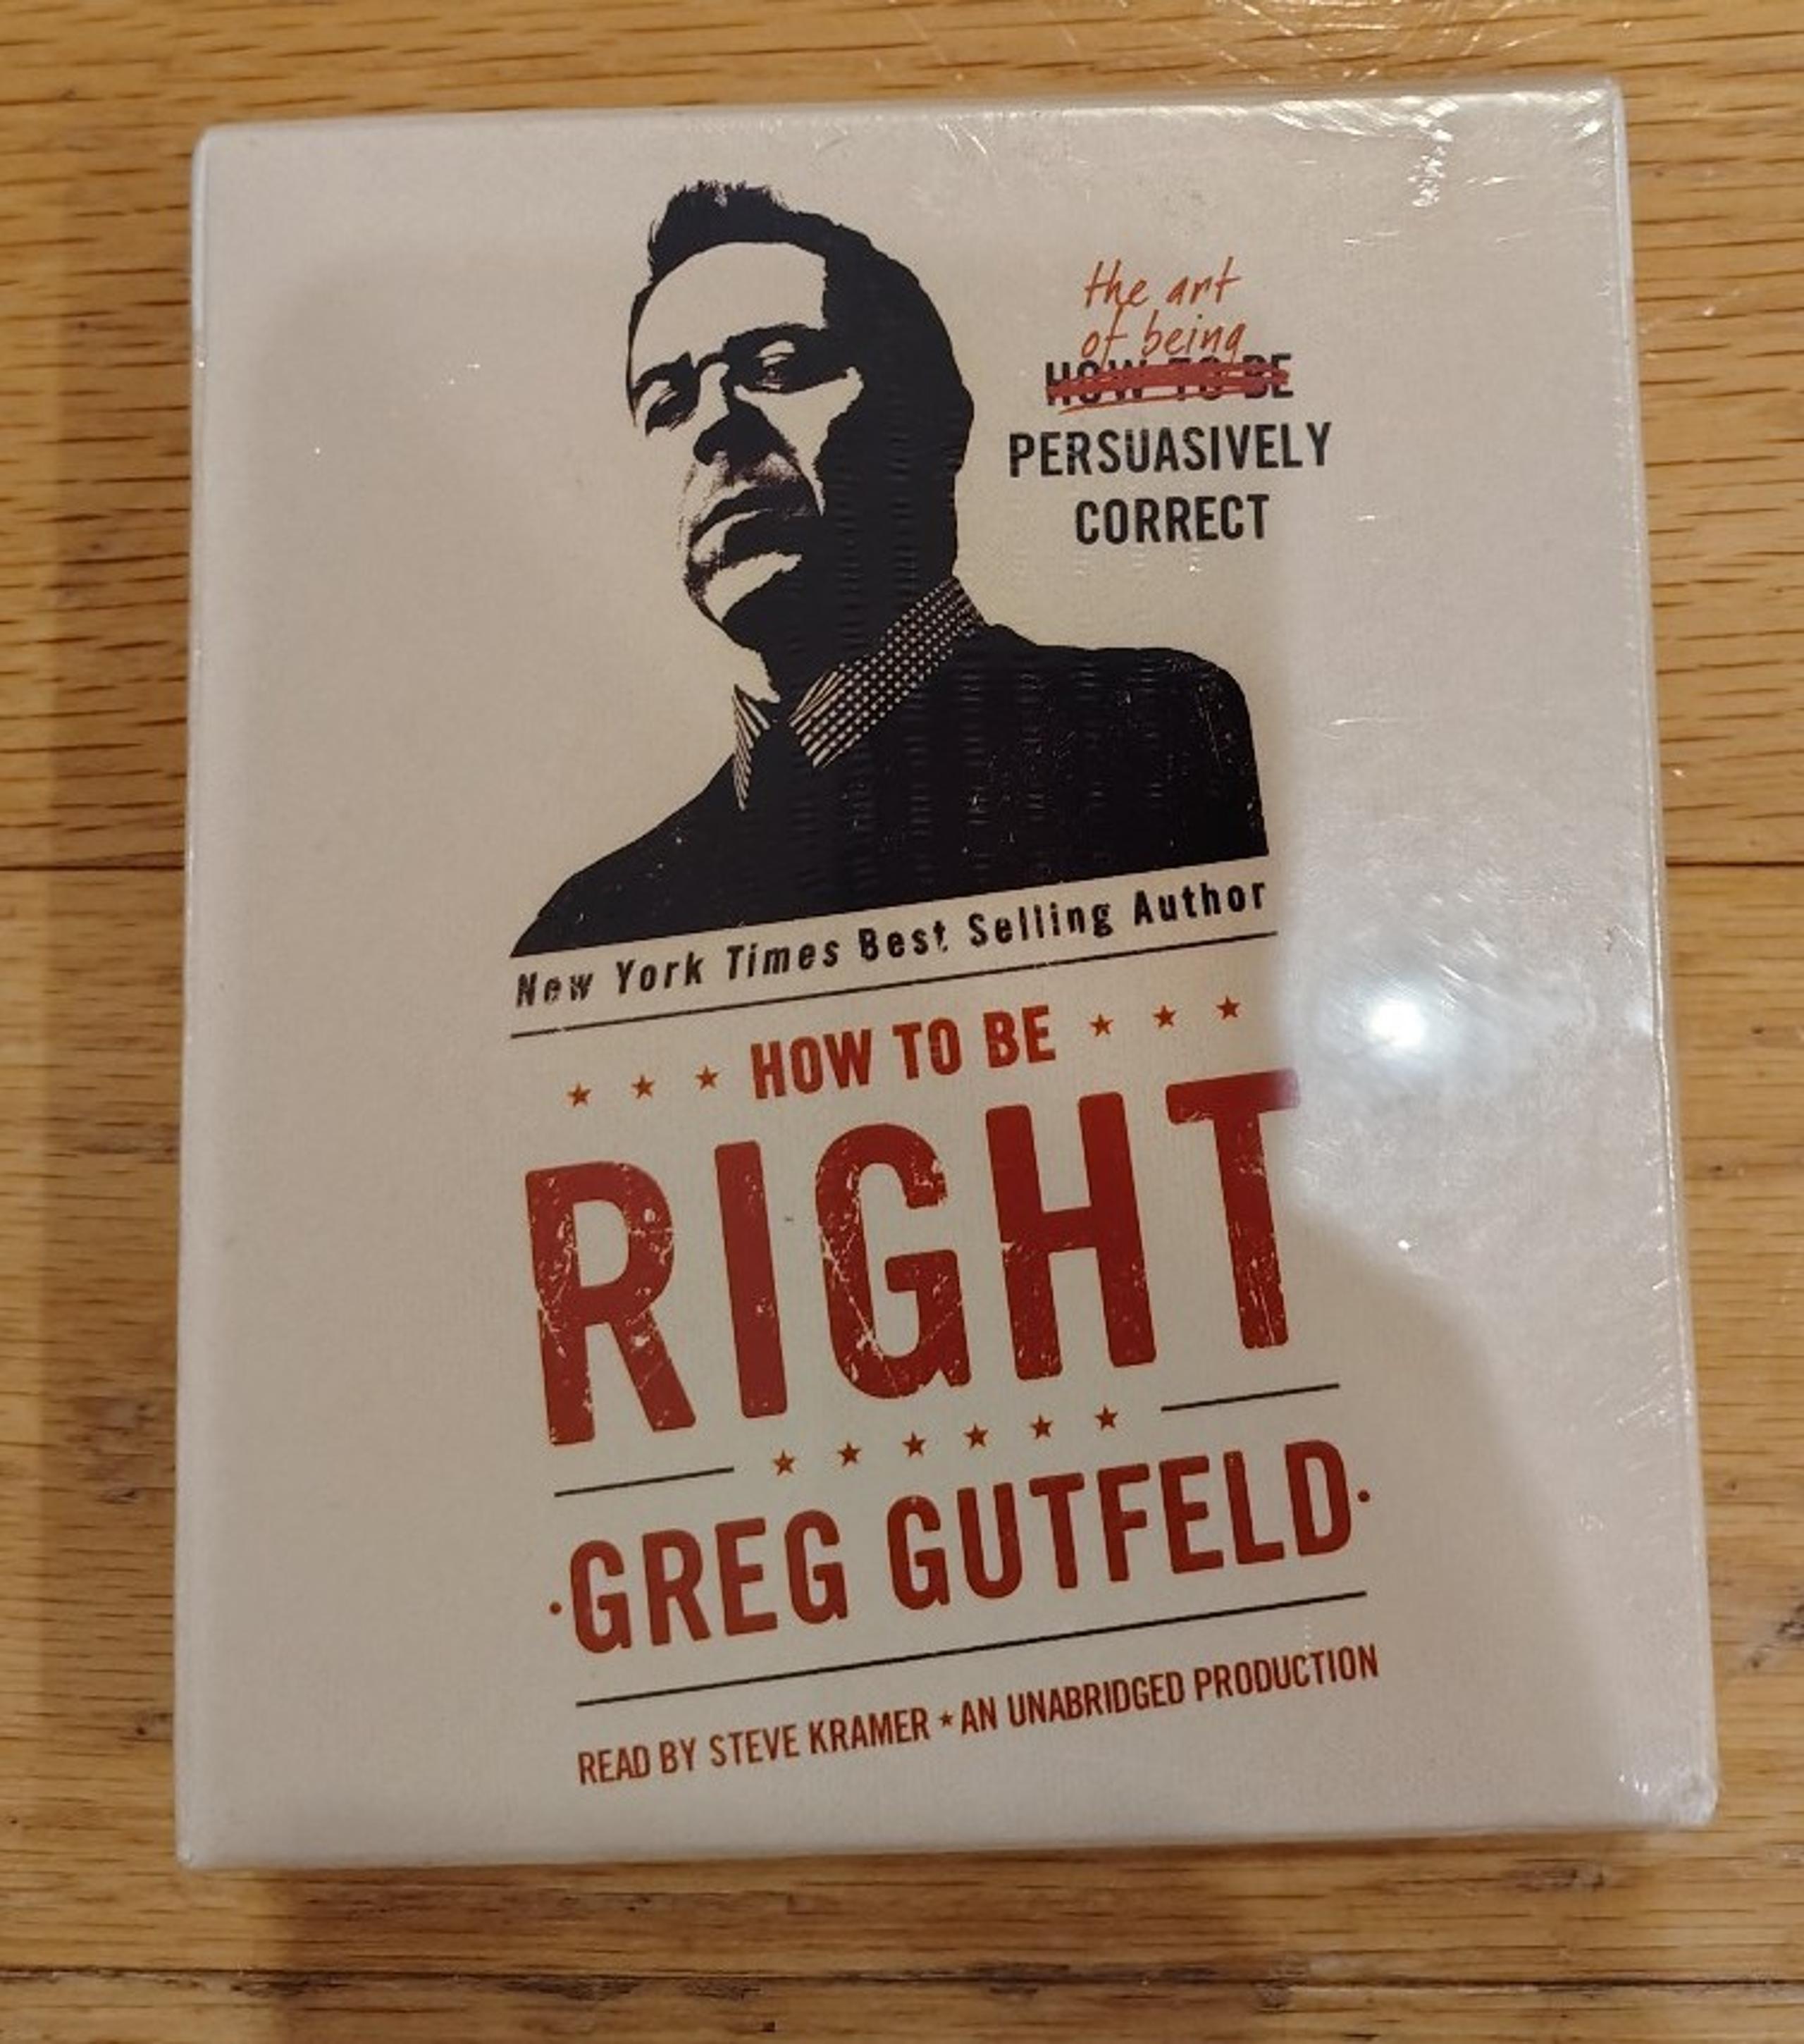 the art
of being
HOW TO BE
PERSUASIVELY
CORRECT
New York Times Best Selling Author
★ ★ ★ HOW TO BE ★ ★ ★
RIGHT
★ ★ ★ ★ ★ ★
·GREG GUTFELD·
READ BY STEVE KRAMER ★ AN UNABRIDGED PRODUCTION